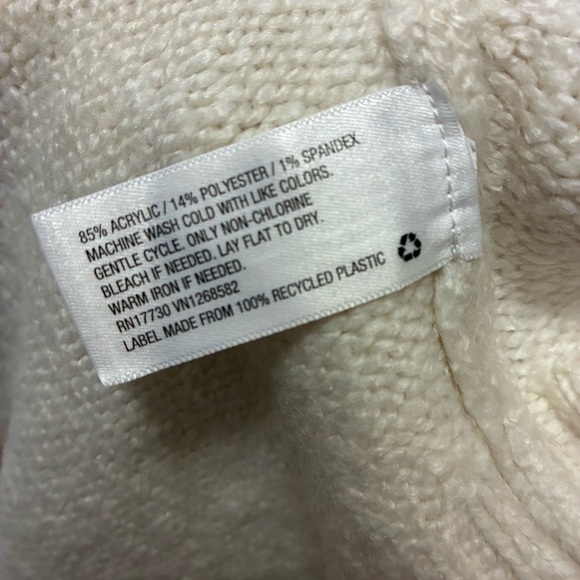 85% ACRYLIC / 14% POLYESTER / 1% SPANDEX
MACHINE WASH COLD WITH LIKE COLORS.
GENTLE CYCLE. ONLY NON-CHLORINE
BLEACH IF NEEDED. LAY FLAT TO DRY.
WARM IRON IF NEEDED.
RN17730 VN1268582
LABEL MADE FROM 100% RECYCLED PLASTIC